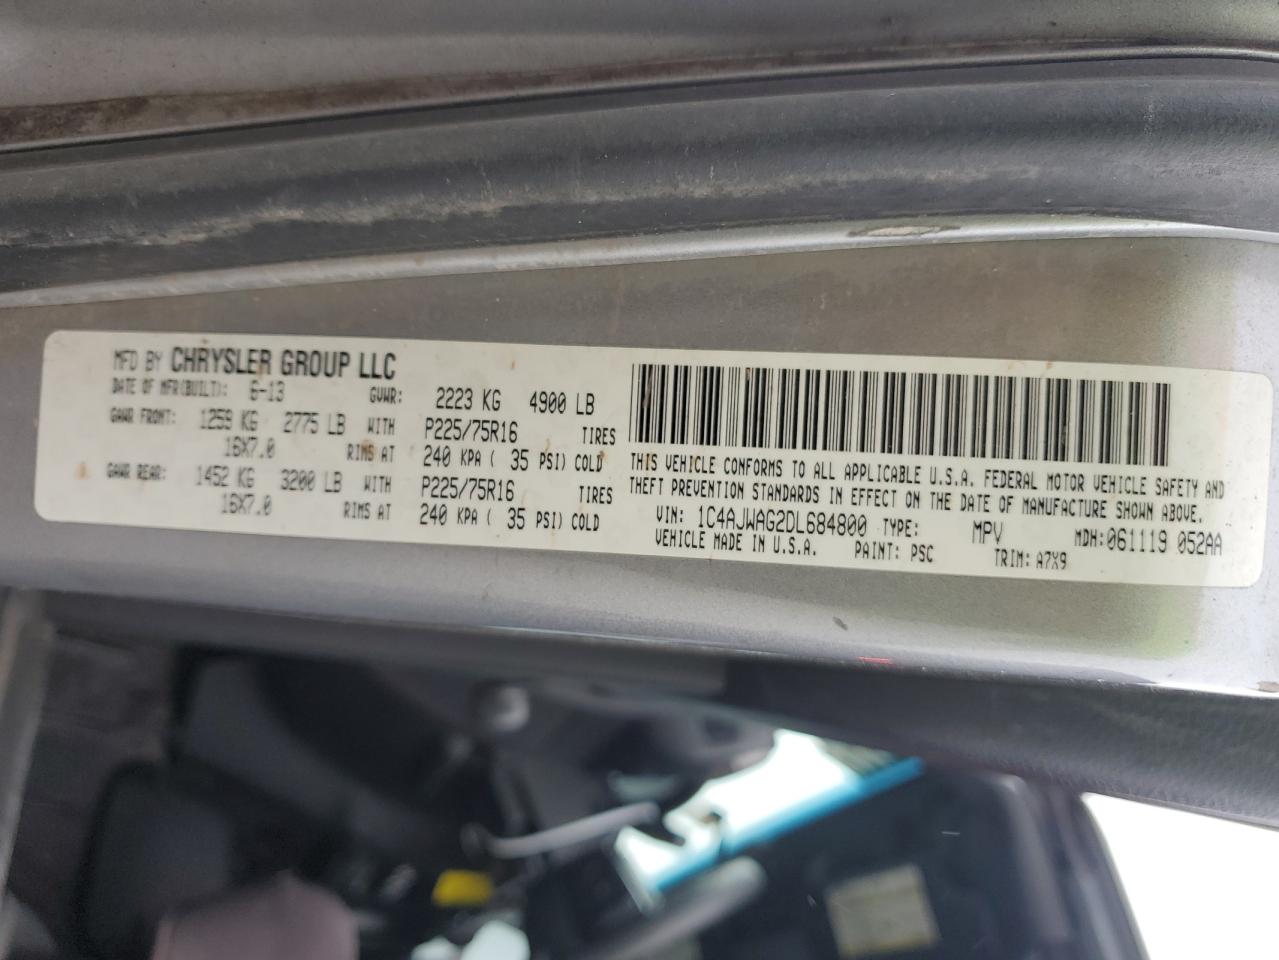 MFD BY CHRYSLER GROUP LLC
DATE OF MFR(BUILT): 6-13 GVWR: 2223 KG 4900 LB
GAWR FRONT: 1259 KG 2775 LB WITH P225/75R16 TIRES
16X7.0 RIMS AT 240 KPA ( 35 PSI) COLD
GAWR REAR: 1452 KG 3200 LB WITH P225/75R16 TIRES
16X7.0 RIMS AT 240 KPA ( 35 PSI) COLD
THIS VEHICLE CONFORMS TO ALL APPLICABLE U.S.A. FEDERAL MOTOR VEHICLE SAFETY AND
THEFT PREVENTION STANDARDS IN EFFECT ON THE DATE OF MANUFACTURE SHOWN ABOVE.
VIN: 1C4AJWAG2DL684800 TYPE: MPV MDH:061119 052AA
VEHICLE MADE IN U.S.A. PAINT: PSC TRIM: A7X9